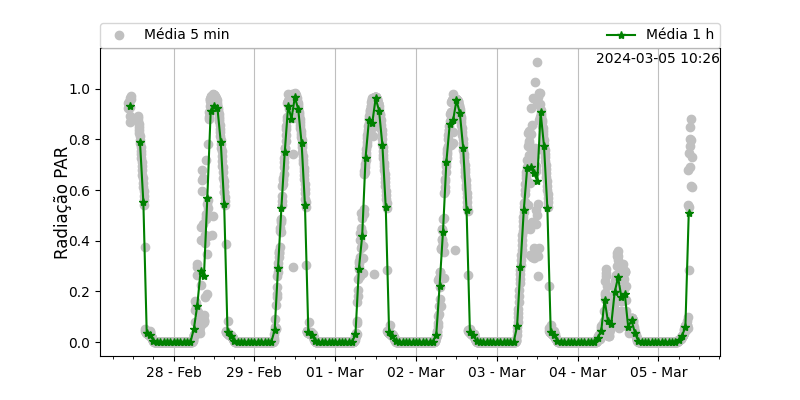 Média 5 min
Média 1 h
2024-03-05 10:26
Radiação PAR
1.0
0.8
0.6
0.4
0.2
0.0
28 - Feb
29 - Feb
01 - Mar
02 - Mar
03 - Mar
04 - Mar
05 - Mar